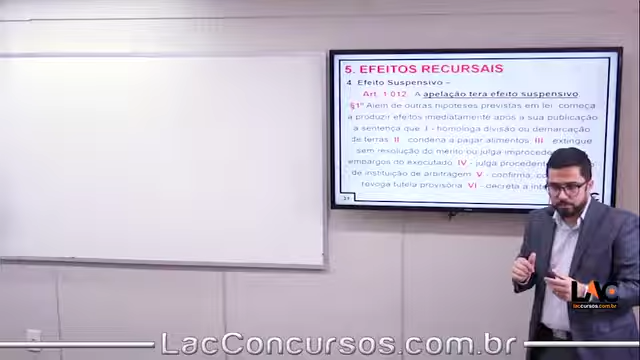 5. EFEITOS RECURSAIS
4. Efeito Suspensivo –
Art. 1.012. A apelação terá efeito suspensivo.
§1º Além de outras hipóteses previstas em lei, começa
a produzir efeitos imediatamente após a sua publicação
a sentença que: I - homologa divisão ou demarcação
de terras; II - condena a pagar alimentos; III - extingue
sem resolução do mérito ou julga improcede
embargos do executado; IV - julga procedent
de instituição de arbitragem; V - confirma, co
revoga tutela provisória; VI - decreta a inte
LAC
laccursos.com.br
LacConcursos.com.br